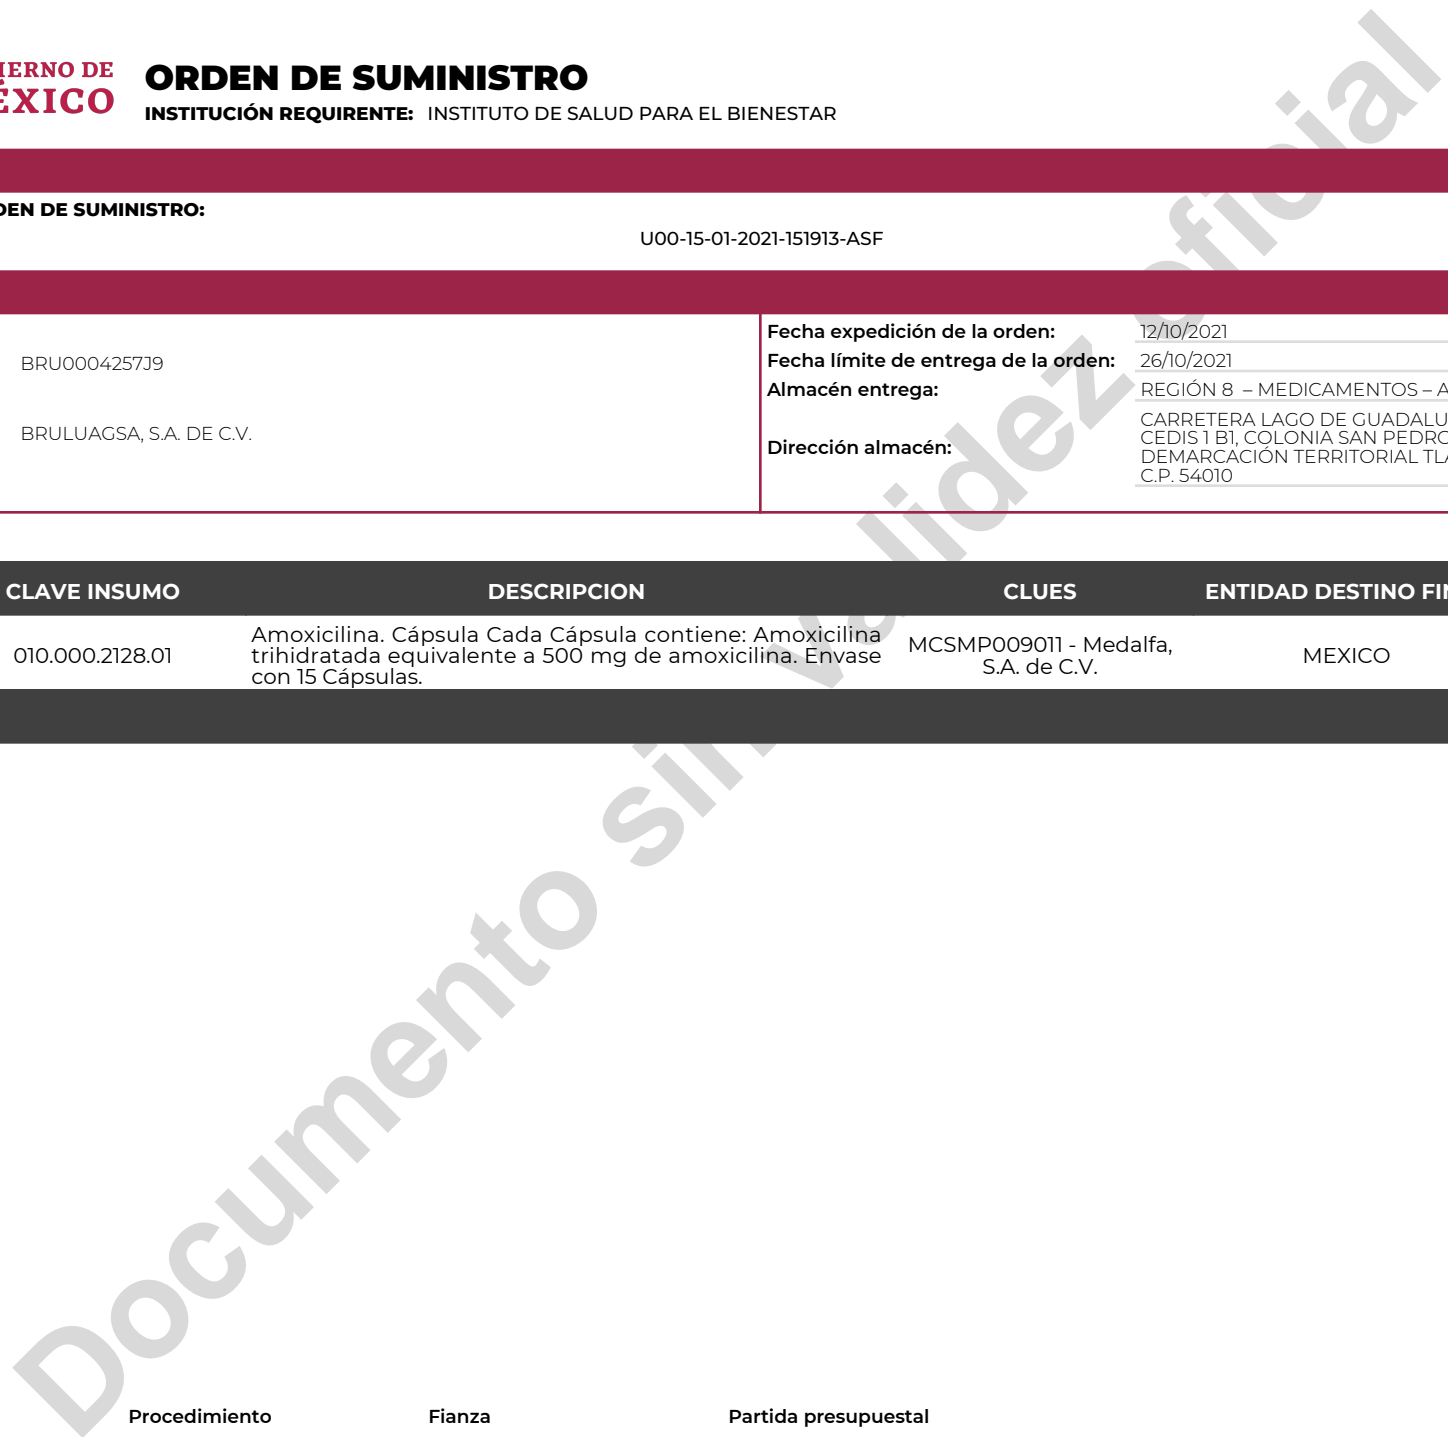 IERNO DE
ÉXICO
ORDEN DE SUMINISTRO
INSTITUCIÓN REQUIRENTE: INSTITUTO DE SALUD PARA EL BIENESTAR
DEN DE SUMINISTRO:
U00-15-01-2021-151913-ASF
BRU0004257J9
BRULUAGSA, S.A. DE C.V.
Fecha expedición de la orden: 12/10/2021
Fecha límite de entrega de la orden: 26/10/2021
Almacén entrega: REGIÓN 8 – MEDICAMENTOS – A
Dirección almacén:
CARRETERA LAGO DE GUADALU
CEDIS 1 B1, COLONIA SAN PEDRO
DEMARCACIÓN TERRITORIAL TLA
C.P. 54010
CLAVE INSUMO DESCRIPCION CLUES ENTIDAD DESTINO FIN
010.000.2128.01
Amoxicilina. Cápsula Cada Cápsula contiene: Amoxicilina
trihidratada equivalente a 500 mg de amoxicilina. Envase
con 15 Cápsulas.
MCSMP009011 - Medalfa,
S.A. de C.V.
MEXICO
Documento sin validez oficial
Procedimiento Fianza Partida presupuestal